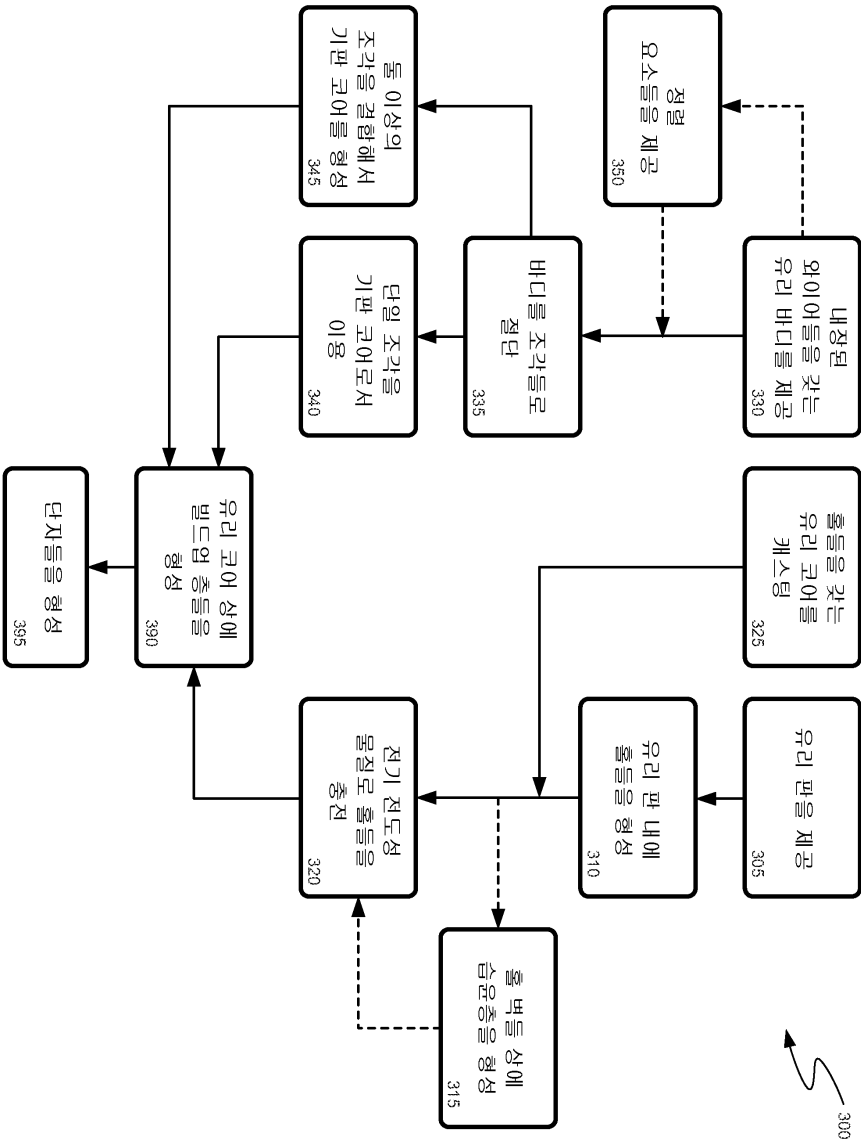 300
내장된
와이어들을 갖는
유리 바디를 제공
330
홀들을 갖는
유리 코어를
캐스팅
325
유리 판을 제공
305
정렬
요소들을 제공
350
유리 판 내에
홀들을 형성
310
바디를 조각들로
절단
335
홀 벽들 상에
습윤층을 형성
315
둘 이상의
조각을 결합해서
기판 코어를 형성
345
단일 조각을
기판 코어로서
이용
340
전기 전도성
물질로 홀들을
충전
320
유리 코어 상에
빌드업 층들을
형성
390
단자들을 형성
395